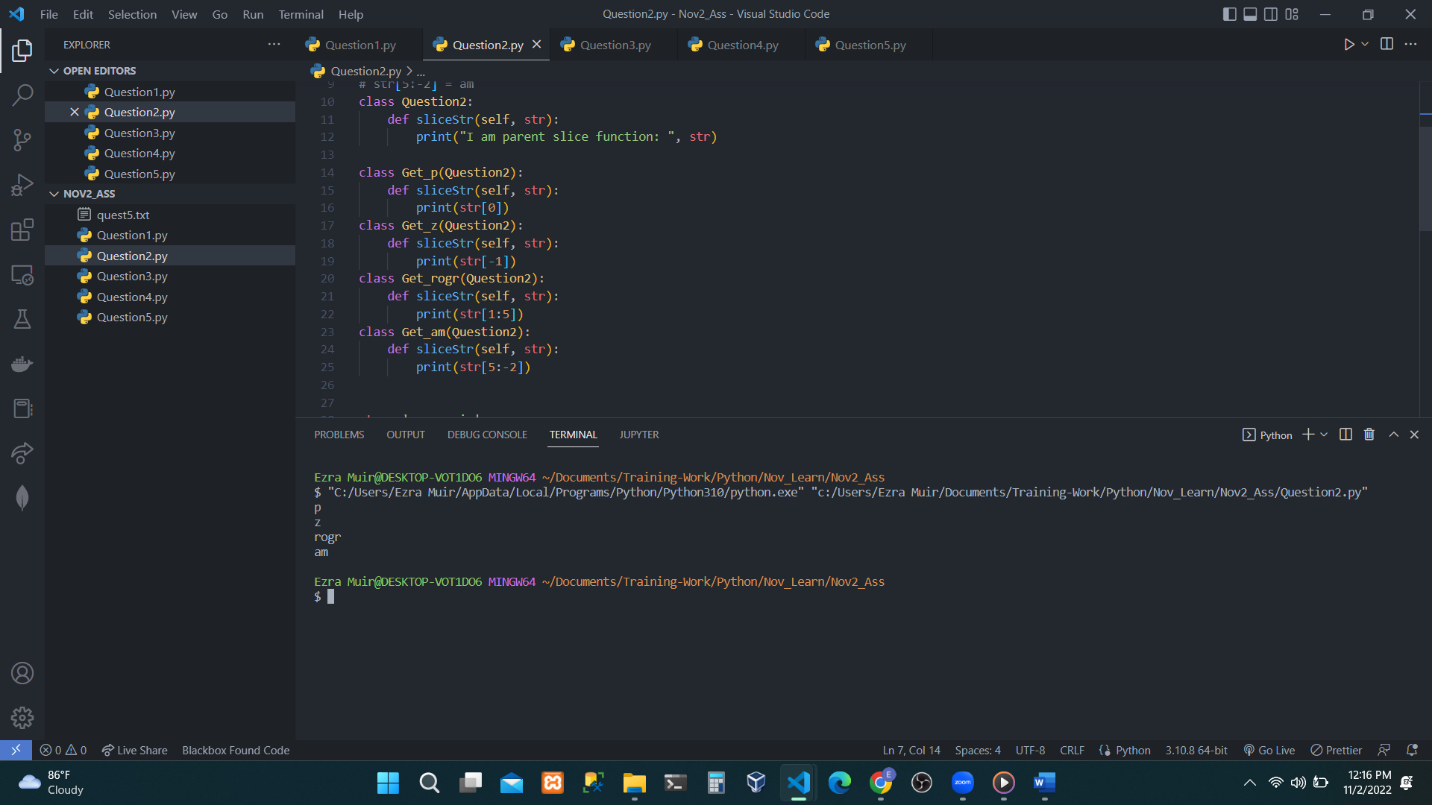 File Edit Selection View Go Run Terminal Help
Question2.py - Nov2_Ass - Visual Studio Code
EXPLORER
OPEN EDITORS
Question1.py
Question2.py
Question3.py
Question4.py
Question5.py
NOV2_ASS
quest5.txt
Question1.py
Question2.py
Question3.py
Question4.py
Question5.py
Question1.py Question2.py Question3.py Question4.py Question5.py
Question2.py > ...
9 # str[5:-2] = am
10 class Question2:
11     def sliceStr(self, str):
12         print("I am parent slice function: ", str)
13
14 class Get_p(Question2):
15     def sliceStr(self, str):
16         print(str[0])
17 class Get_z(Question2):
18     def sliceStr(self, str):
19         print(str[-1])
20 class Get_rogr(Question2):
21     def sliceStr(self, str):
22         print(str[1:5])
23 class Get_am(Question2):
24     def sliceStr(self, str):
25         print(str[5:-2])
26
27
PROBLEMS OUTPUT DEBUG CONSOLE TERMINAL JUPYTER
Python
Ezra Muir@DESKTOP-VOT1DO6 MINGW64 ~/Documents/Training-Work/Python/Nov_Learn/Nov2_Ass
$ "C:/Users/Ezra Muir/AppData/Local/Programs/Python/Python310/python.exe" "c:/Users/Ezra Muir/Documents/Training-Work/Python/Nov_Learn/Nov2_Ass/Question2.py"
p
z
rogr
am
Ezra Muir@DESKTOP-VOT1DO6 MINGW64 ~/Documents/Training-Work/Python/Nov_Learn/Nov2_Ass
$
0 0 Live Share Blackbox Found Code
Ln 7, Col 14 Spaces: 4 UTF-8 CRLF Python 3.10.8 64-bit Go Live Prettier
86°F
Cloudy
E
zoom
12:16 PM
11/2/2022